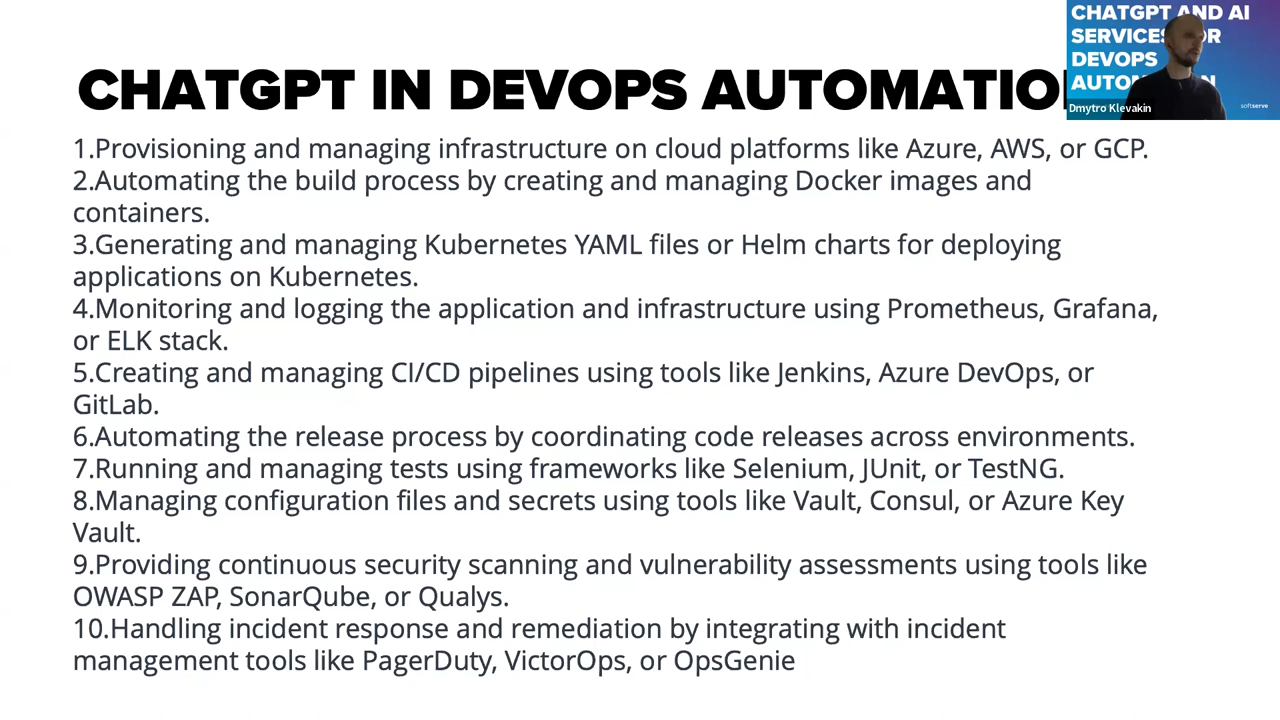 CHATGPT IN DEVOPS
1.Provisioning and managing infrastructure on cloud platforms like Azure, AWS, or GCP.
2.Automating the build process by creating and managing Docker images and
containers.
3.Generating and managing Kubernetes YAML files or Helm charts for deploying
applications on Kubernetes.
4.Monitoring and logging the application and infrastructure using Prometheus, Grafana,
or ELK stack.
5.Creating and managing CI/CD pipelines using tools like Jenkins, Azure DevOps, or
GitLab.
6.Automating the release process by coordinating code releases across environments.
7.Running and managing tests using frameworks like Selenium, JUnit, or TestNG.
8.Managing configuration files and secrets using tools like Vault, Consul, or Azure Key
Vault.
9.Providing continuous security scanning and vulnerability assessments using tools like
OWASP ZAP, SonarQube, or Qualys.
10.Handling incident response and remediation by integrating with incident
management tools like PagerDuty, VictorOps, or OpsGenie
CHATGPT AND AI
DEVOPS
Dmytro Klevakin
softserve